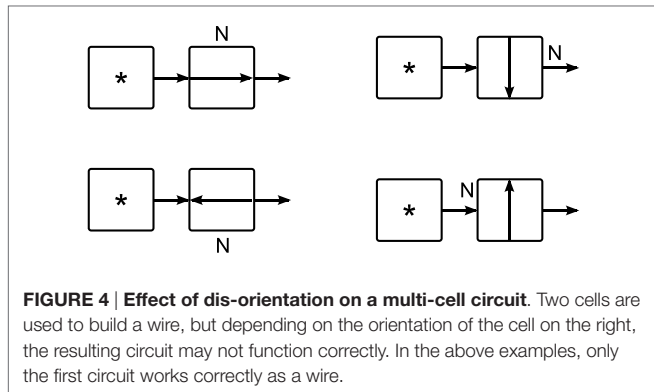 N
* * N
* N *
N
FIGURE 4 | Effect of dis-orientation on a multi-cell circuit. Two cells are
used to build a wire, but depending on the orientation of the cell on the right,
the resulting circuit may not function correctly. In the above examples, only
the first circuit works correctly as a wire.